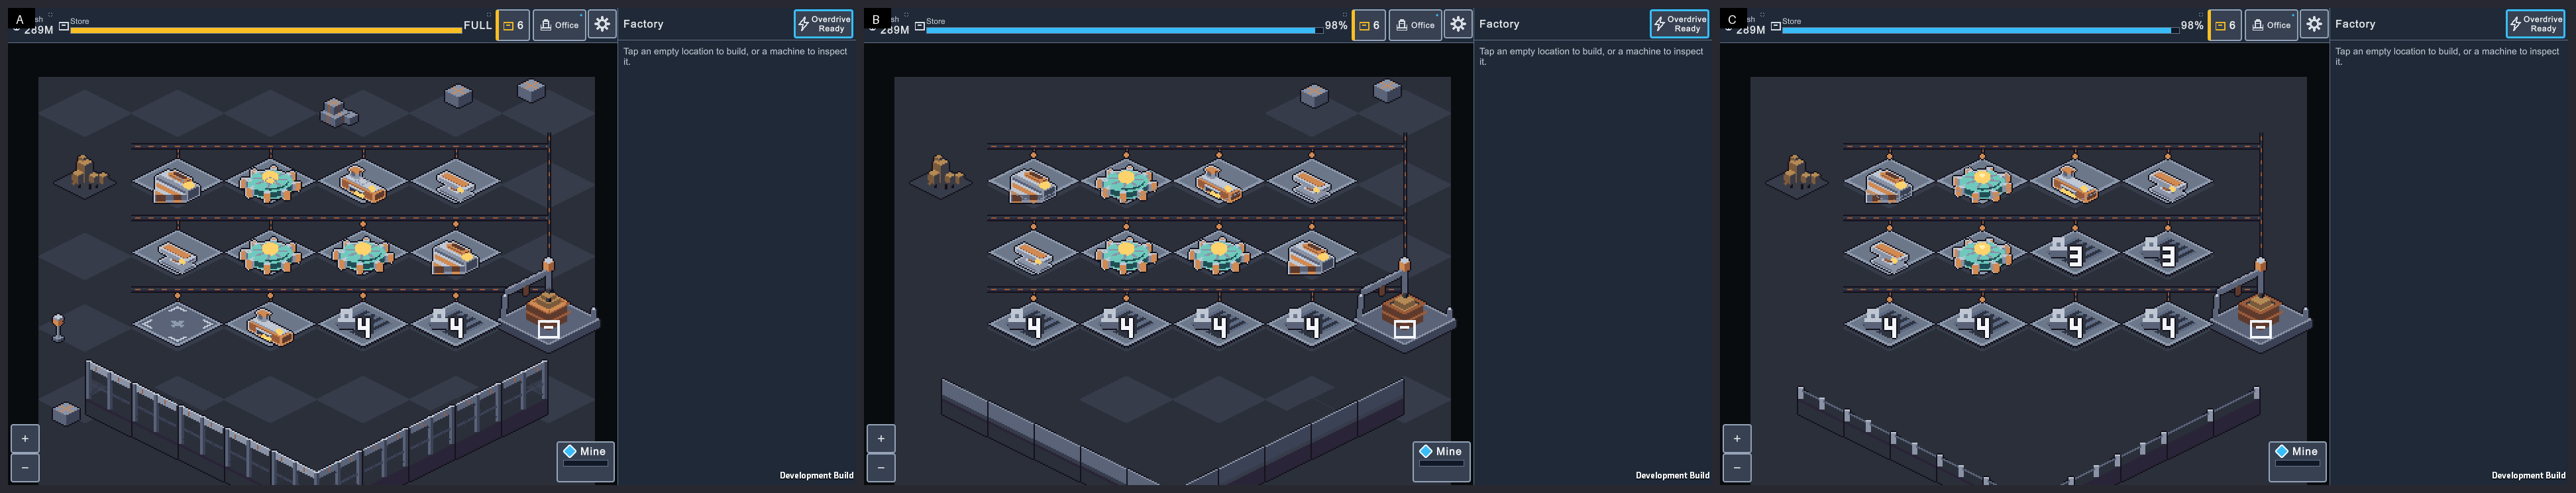 A
sh
289M
Store
FULL
6
Office
Factory
Overdrive
Ready
Tap an empty location to build, or a machine to inspect
it.
4
4
+
−
Mine
Development Build
B
sh
289M
Store
98%
6
Office
Factory
Overdrive
Ready
Tap an empty location to build, or a machine to inspect
it.
4
4
4
4
+
−
Mine
Development Build
C
sh
289M
Store
98%
6
Office
Factory
Overdrive
Ready
Tap an empty location to build, or a machine to inspect
it.
3
3
4
4
4
4
+
−
Mine
Development Build